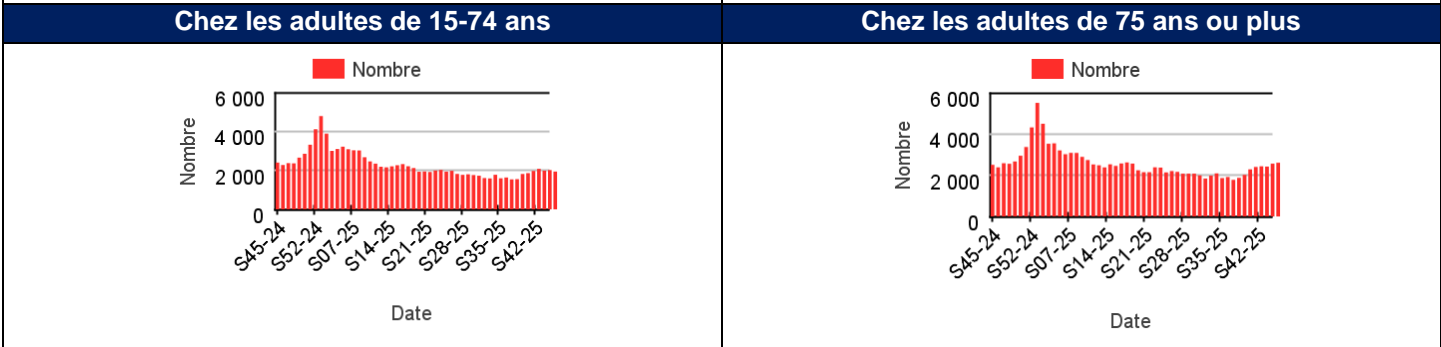 Chez les adultes de 15-74 ans
Nombre
6 000
4 000
2 000
0
Nombre
S45-24
S52-24
S07-25
S14-25
S21-25
S28-25
S35-25
S42-25
Date
Chez les adultes de 75 ans ou plus
Nombre
6 000
4 000
2 000
0
Nombre
S45-24
S52-24
S07-25
S14-25
S21-25
S28-25
S35-25
S42-25
Date